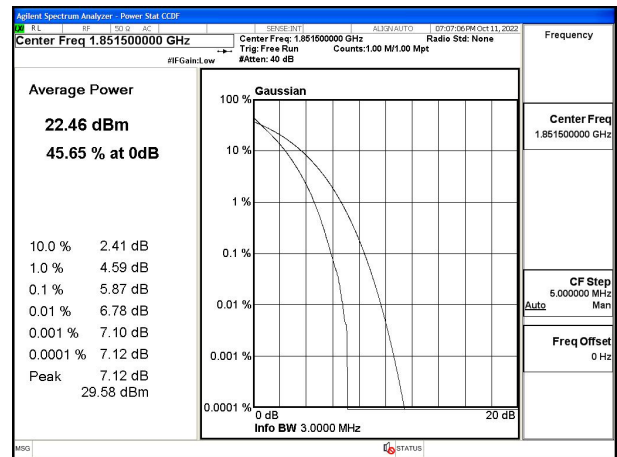 Agilent Spectrum Analyzer - Power Stat CCDF
RL RF 50 Ω AC SENSE:INT ALIGNAUTO 07:07:06PM Oct 11, 2022
Center Freq 1.851500000 GHz
Center Freq: 1.851500000 GHz Radio Std: None
Trig: Free Run Counts:1.00 M/1.00 Mpt
#IFGain:Low #Atten: 40 dB
Frequency
Average Power
22.46 dBm
45.65 % at 0dB
10.0 % 2.41 dB
1.0 % 4.59 dB
0.1 % 5.87 dB
0.01 % 6.78 dB
0.001 % 7.10 dB
0.0001 % 7.12 dB
Peak 7.12 dB
29.58 dBm
Gaussian
100 %
10 %
1 %
0.1 %
0.01 %
0.001 %
0.0001 %
0 dB 20 dB
Info BW 3.0000 MHz
Center Freq
1.851500000 GHz
CF Step
5.000000 MHz
Auto Man
Freq Offset
0 Hz
MSG STATUS